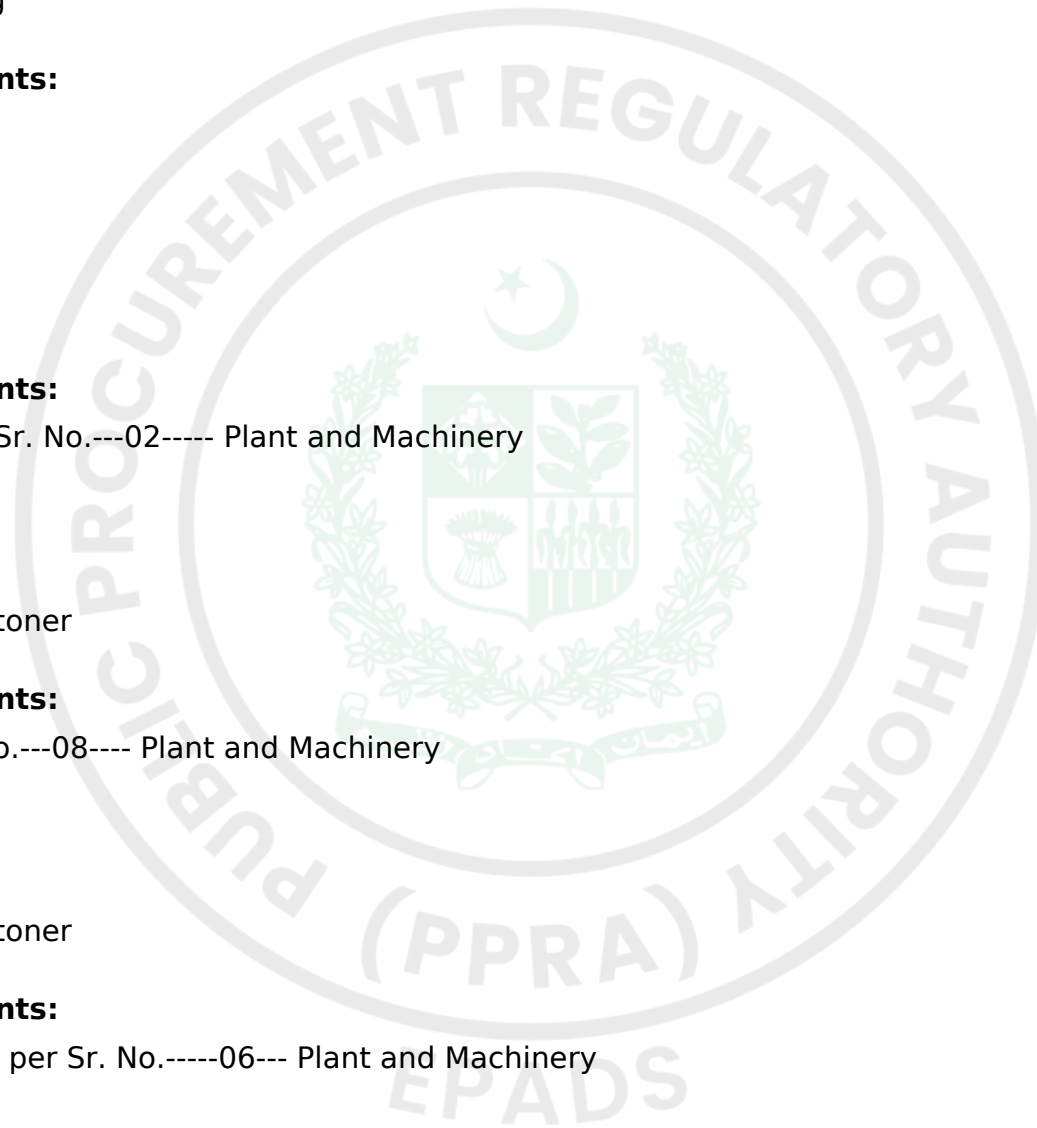 nts:
nts:
Sr. No.---02----- Plant and Machinery
toner
nts:
o.---08---- Plant and Machinery
toner
nts:
per Sr. No.-----06--- Plant and Machinery
PUBLIC PROCUREMENT REGULATORY AUTHORITY
(PPRA)
EPADS